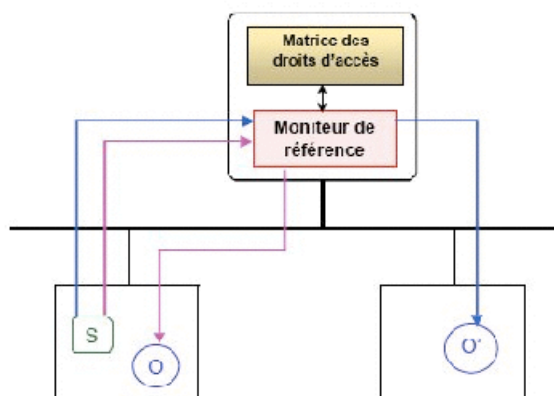 Matrice des
droits d'accès
Moniteur de
référence
S
O
O'